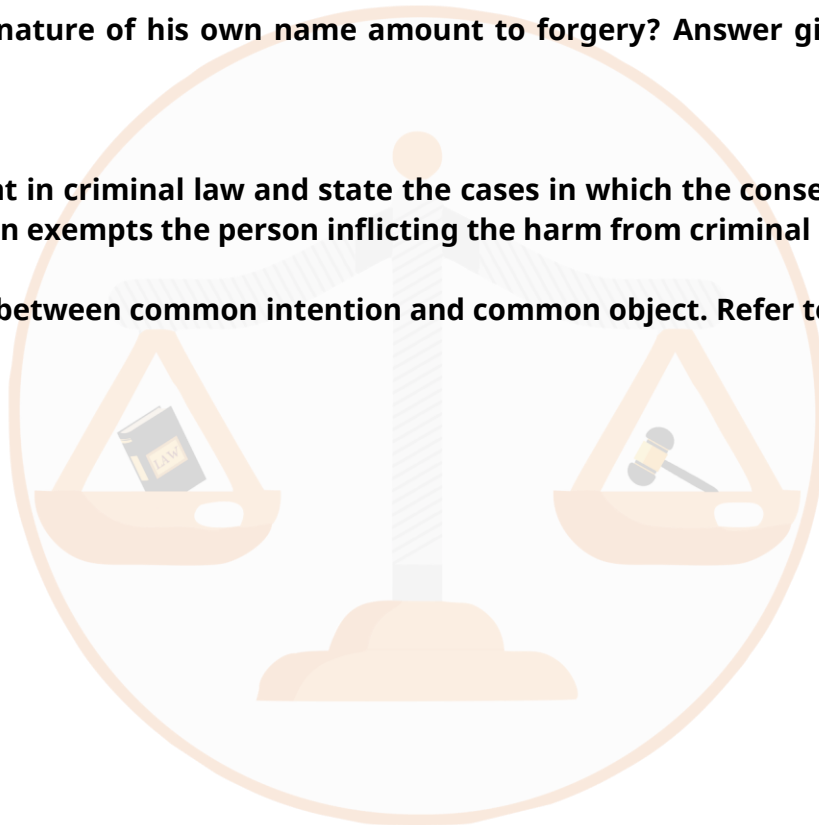 nature of his own name amount to forgery? Answer gi
t in criminal law and state the cases in which the conse
n exempts the person inflicting the harm from criminal
between common intention and common object. Refer to
LAW